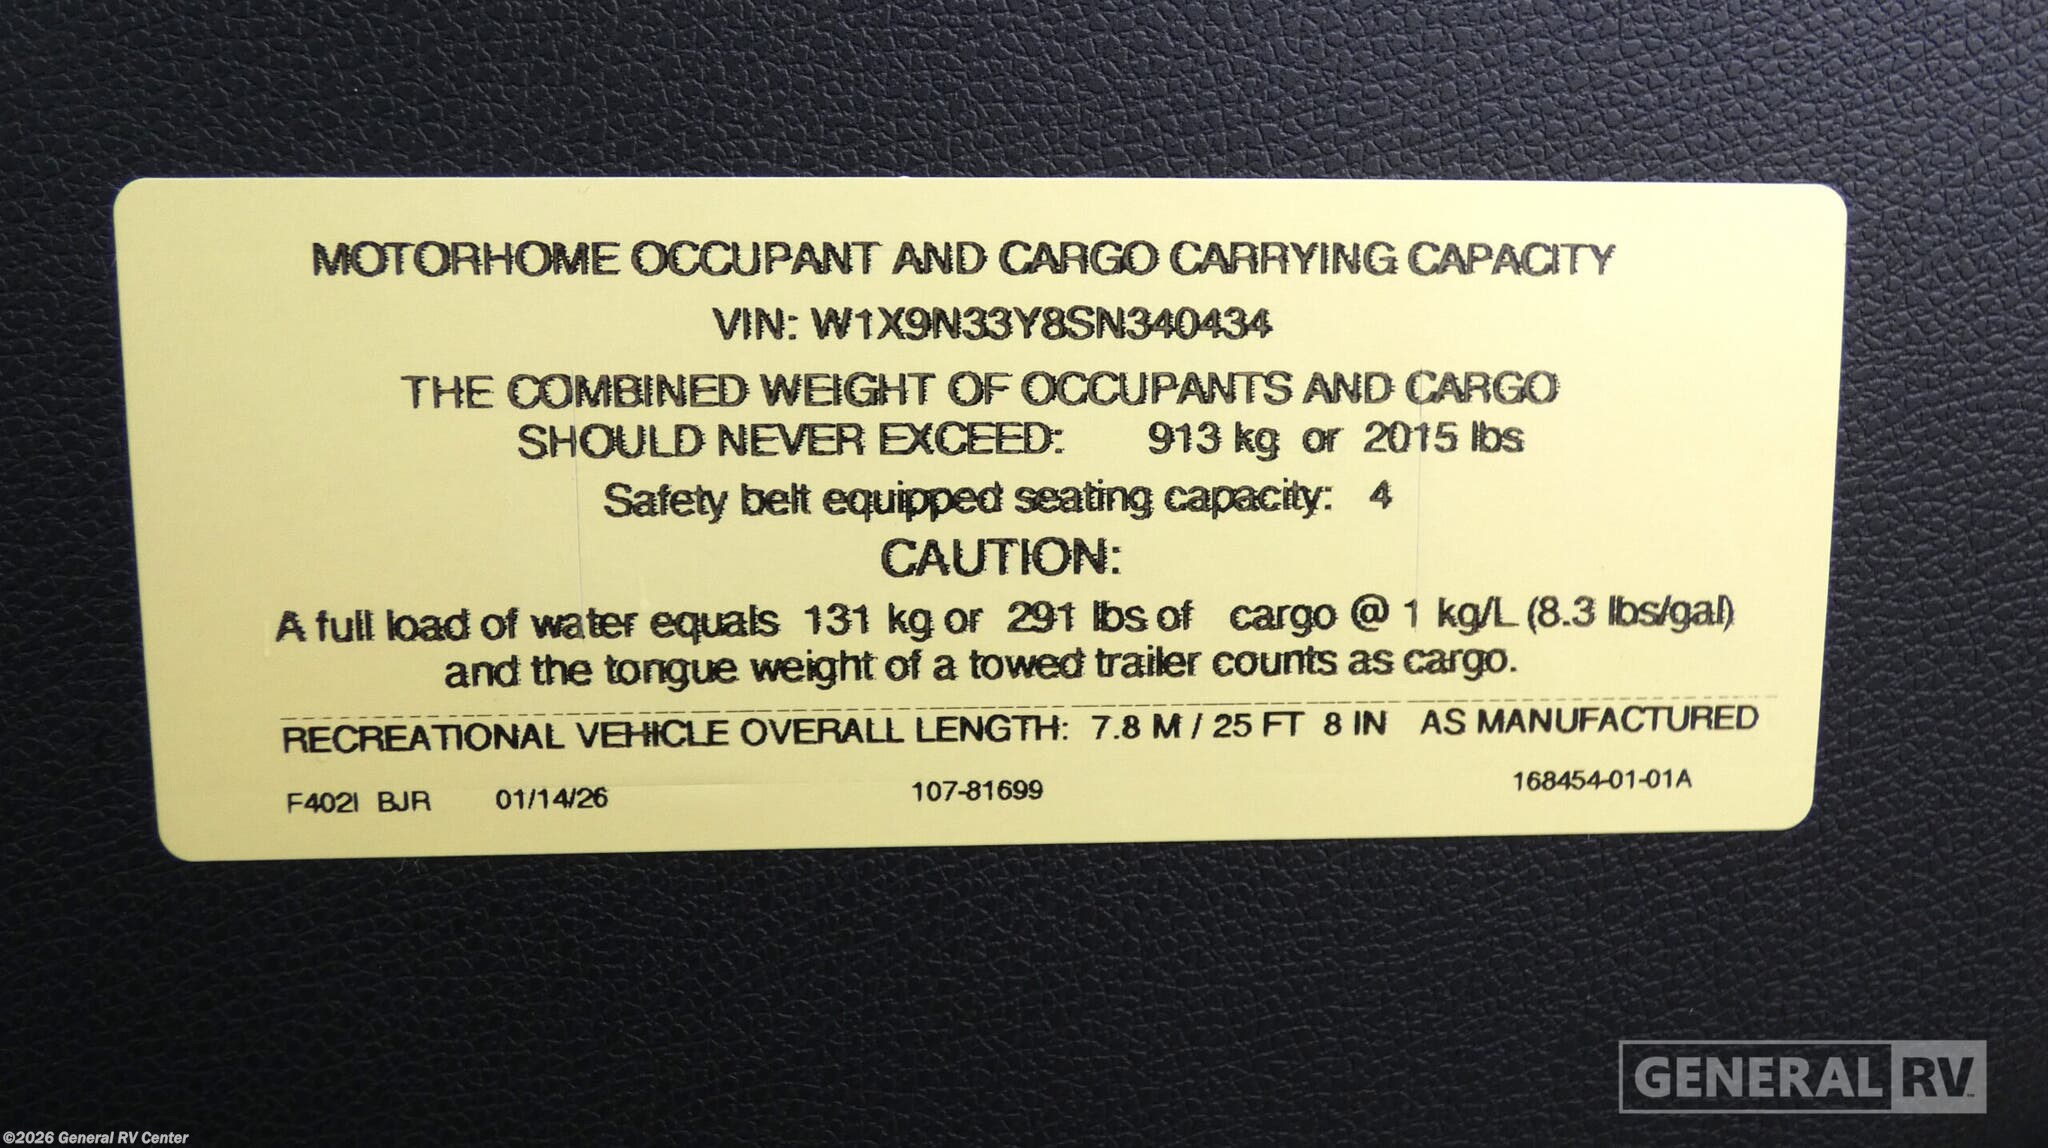 MOTORHOME OCCUPANT AND CARGO CARRYING CAPACITY
VIN: W1X9N33Y8SN340434
THE COMBINED WEIGHT OF OCCUPANTS AND CARGO
SHOULD NEVER EXCEED: 913 kg or 2015 lbs
Safety belt equipped seating capacity: 4
CAUTION:
A full load of water equals 131 kg or 291 lbs of cargo @ 1 kg/L (8.3 lbs/gal)
and the tongue weight of a towed trailer counts as cargo.
RECREATIONAL VEHICLE OVERALL LENGTH: 7.8 M / 25 FT 8 IN AS MANUFACTURED
F402I BJR 01/14/26 107-81699 168454-01-01A
GENERAL RV
©2026 General RV Center